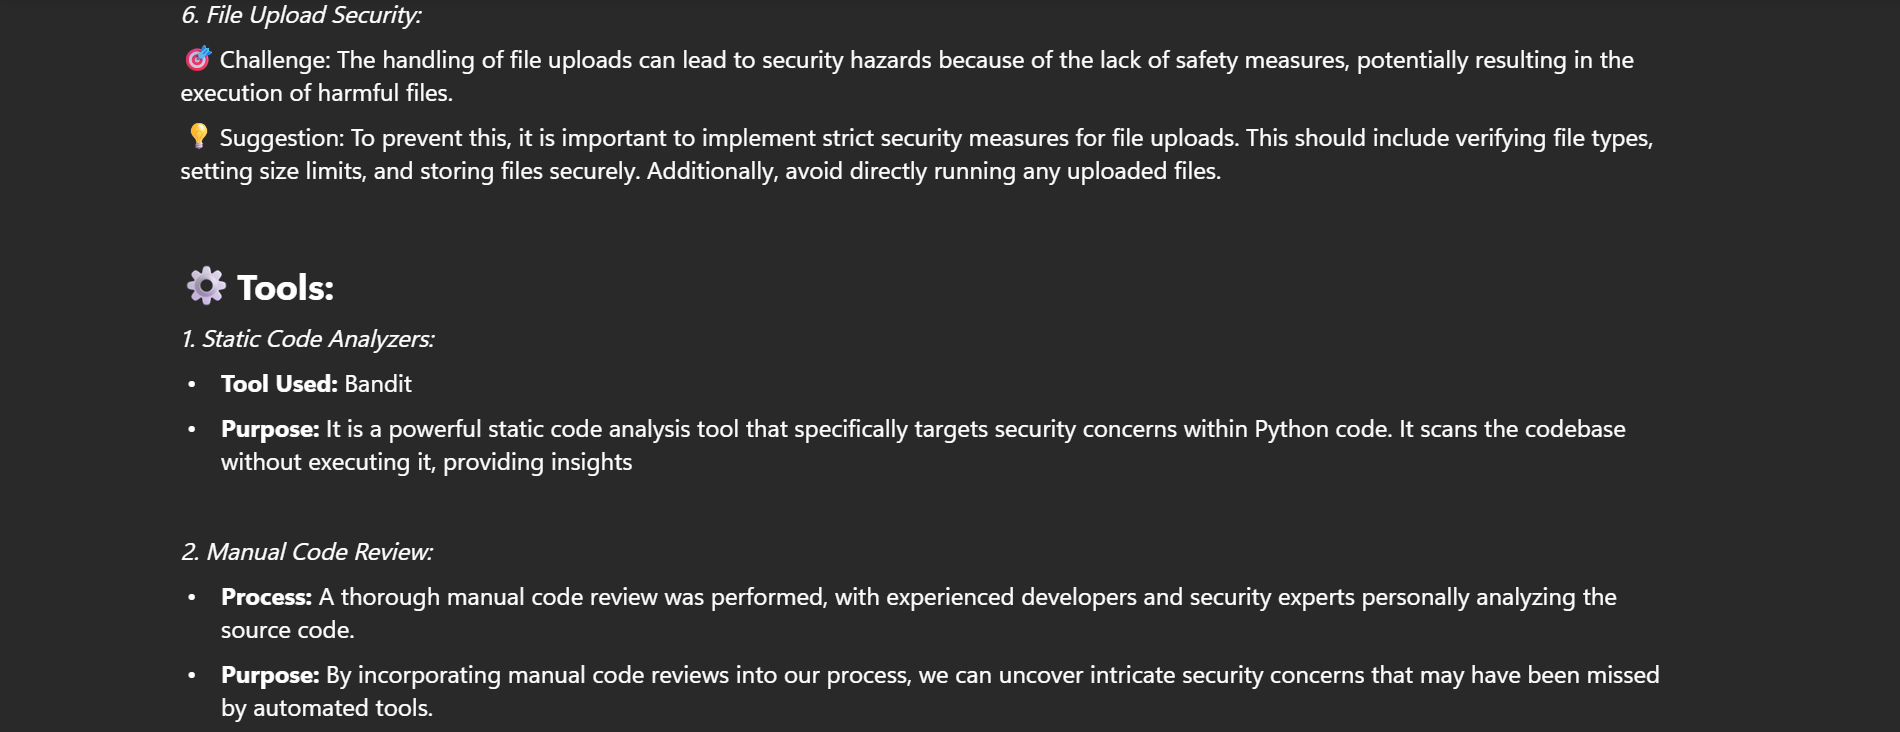 6. File Upload Security:
🎯 Challenge: The handling of file uploads can lead to security hazards because of the lack of safety measures, potentially resulting in the
execution of harmful files.
💡 Suggestion: To prevent this, it is important to implement strict security measures for file uploads. This should include verifying file types,
setting size limits, and storing files securely. Additionally, avoid directly running any uploaded files.
⚙️ Tools:
1. Static Code Analyzers:
• Tool Used: Bandit
• Purpose: It is a powerful static code analysis tool that specifically targets security concerns within Python code. It scans the codebase
without executing it, providing insights
2. Manual Code Review:
• Process: A thorough manual code review was performed, with experienced developers and security experts personally analyzing the
source code.
• Purpose: By incorporating manual code reviews into our process, we can uncover intricate security concerns that may have been missed
by automated tools.